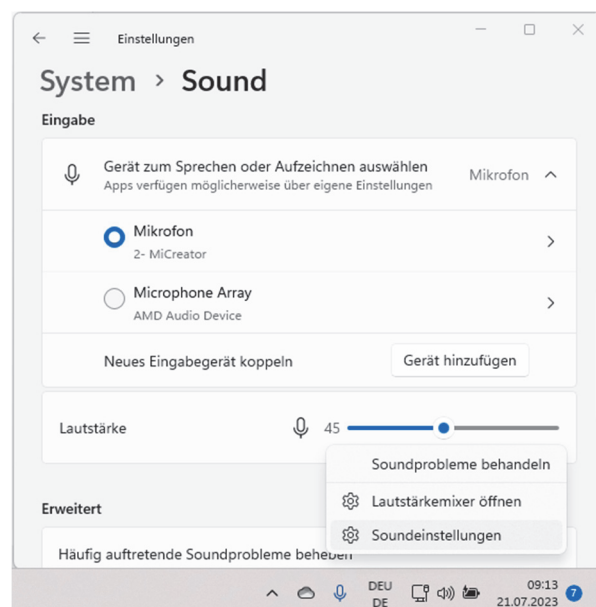 Einstellungen
System > Sound
Eingabe
Gerät zum Sprechen oder Aufzeichnen auswählen
Apps verfügen möglicherweise über eigene Einstellungen
Mikrofon
Mikrofon
2- MiCreator
Microphone Array
AMD Audio Device
Neues Eingabegerät koppeln
Gerät hinzufügen
Lautstärke
45
Soundprobleme behandeln
Lautstärkemixer öffnen
Soundeinstellungen
Erweitert
Häufig auftretende Soundprobleme beheben
DEU
DE
09:13
21.07.2023
7